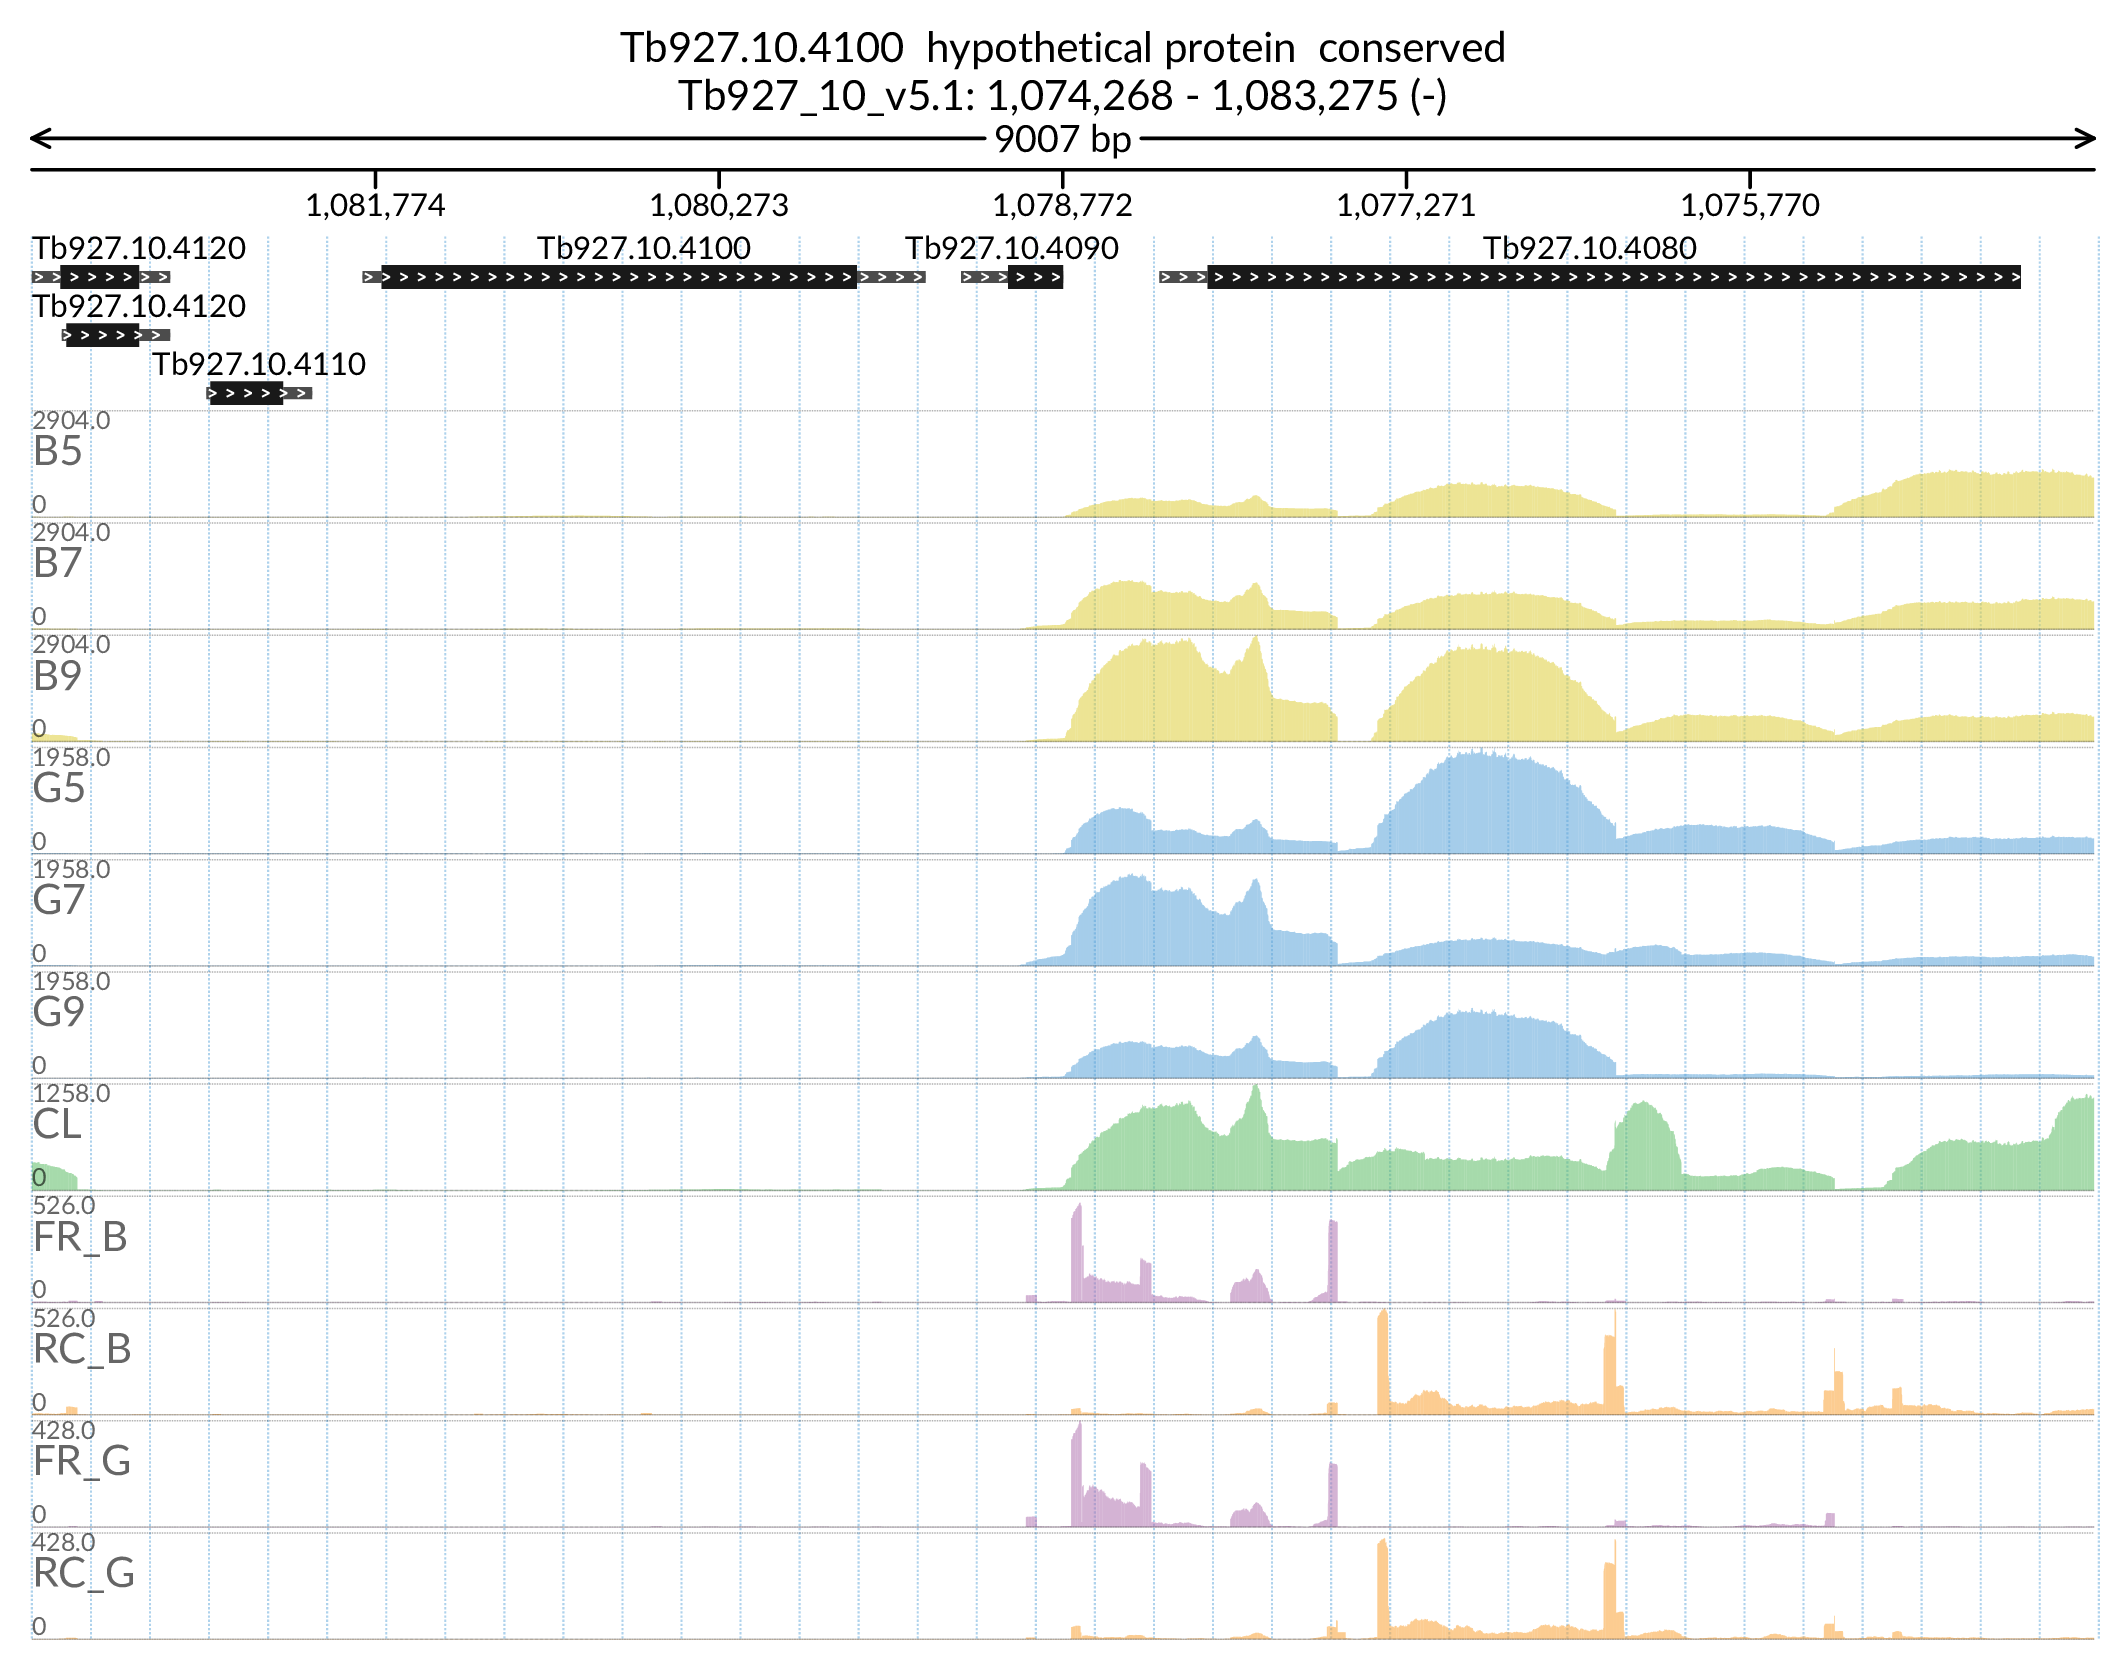 Tb927.10.4100  hypothetical protein  conserved
Tb927_10_v5.1: 1,074,268 - 1,083,275 (-)
9007 bp
1,081,774 1,080,273 1,078,772 1,077,271 1,075,770
Tb927.10.4120 Tb927.10.4100 Tb927.10.4090 Tb927.10.4080
Tb927.10.4120
Tb927.10.4110
2904.0
B5
0
2904.0
B7
0
2904.0
B9
0
1958.0
G5
0
1958.0
G7
0
1958.0
G9
0
1258.0
CL
0
526.0
FR_B
0
526.0
RC_B
0
428.0
FR_G
0
428.0
RC_G
0